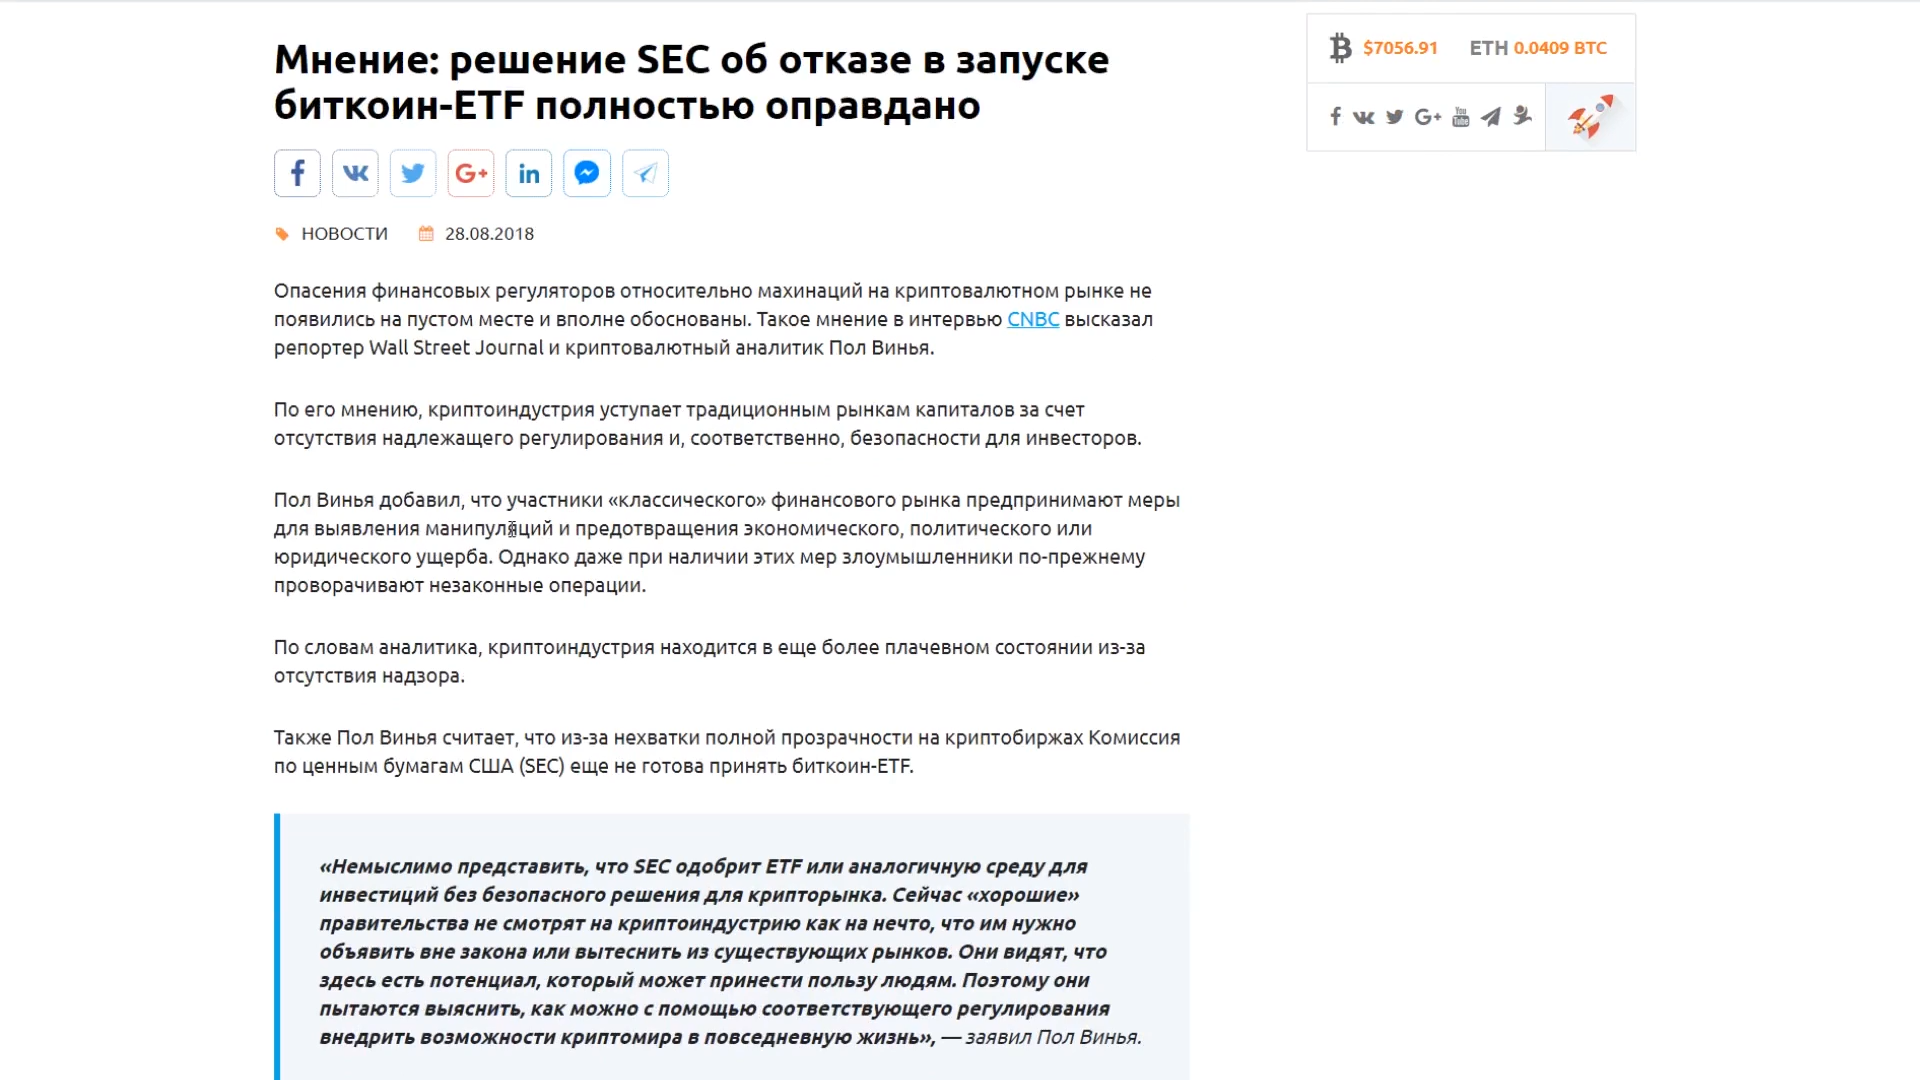 Мнение: решение SEC об отказе в запуске
биткоин-ETF полностью оправдано
$7056.91 ETH 0.0409 BTC
НОВОСТИ 28.08.2018
Опасения финансовых регуляторов относительно махинаций на криптовалютном рынке не
появились на пустом месте и вполне обоснованы. Такое мнение в интервью CNBC высказал
репортер Wall Street Journal и криптовалютный аналитик Пол Винья.
По его мнению, криптоиндустрия уступает традиционным рынкам капиталов за счет
отсутствия надлежащего регулирования и, соответственно, безопасности для инвесторов.
Пол Винья добавил, что участники «классического» финансового рынка предпринимают меры
для выявления манипуляций и предотвращения экономического, политического или
юридического ущерба. Однако даже при наличии этих мер злоумышленники по-прежнему
проворачивают незаконные операции.
По словам аналитика, криптоиндустрия находится в еще более плачевном состоянии из-за
отсутствия надзора.
Также Пол Винья считает, что из-за нехватки полной прозрачности на криптобиржах Комиссия
по ценным бумагам США (SEC) еще не готова принять биткоин-ETF.
«Немыслимо представить, что SEC одобрит ETF или аналогичную среду для
инвестиций без безопасного решения для крипторынка. Сейчас «хорошие»
правительства не смотрят на криптоиндустрию как на нечто, что им нужно
объявить вне закона или вытеснить из существующих рынков. Они видят, что
здесь есть потенциал, который может принести пользу людям. Поэтому они
пытаются выяснить, как можно с помощью соответствующего регулирования
внедрить возможности криптомира в повседневную жизнь», — заявил Пол Винья.